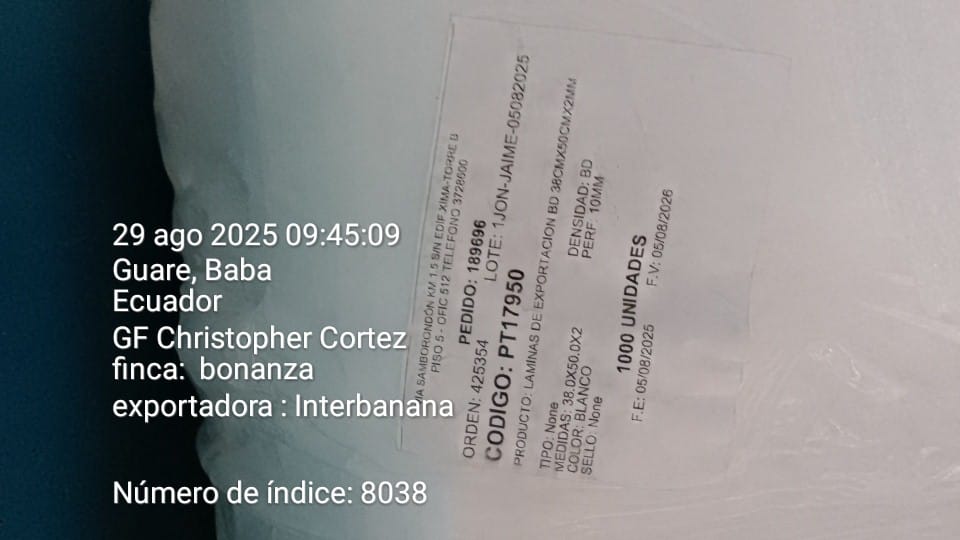 29 ago 2025 09:45:09
Guare, Baba
Ecuador
GF Christopher Cortez
finca: bonanza
exportadora : Interbanana
Número de índice: 8038
SAMBORONDÓN KM 1.5 S/N EDIF.XIMA-TORRE B
PISO 5 - OFIC 512 TELEFONO 3728600
PEDIDO: 189696
ORDEN: 425354 LOTE: 1JON-JAIME-05082025
CODIGO: PT17950
PRODUCTO: LAMINAS DE EXPORTACION BD 38CMX50CMX2MM
TIPO: None DENSIDAD: BD
MEDIDAS: 38.0X50.0X2 PERF. 10MM
COLOR: BLANCO
SELLO: None
1000 UNIDADES
F.E: 05/08/2025 F.V: 05/08/2026